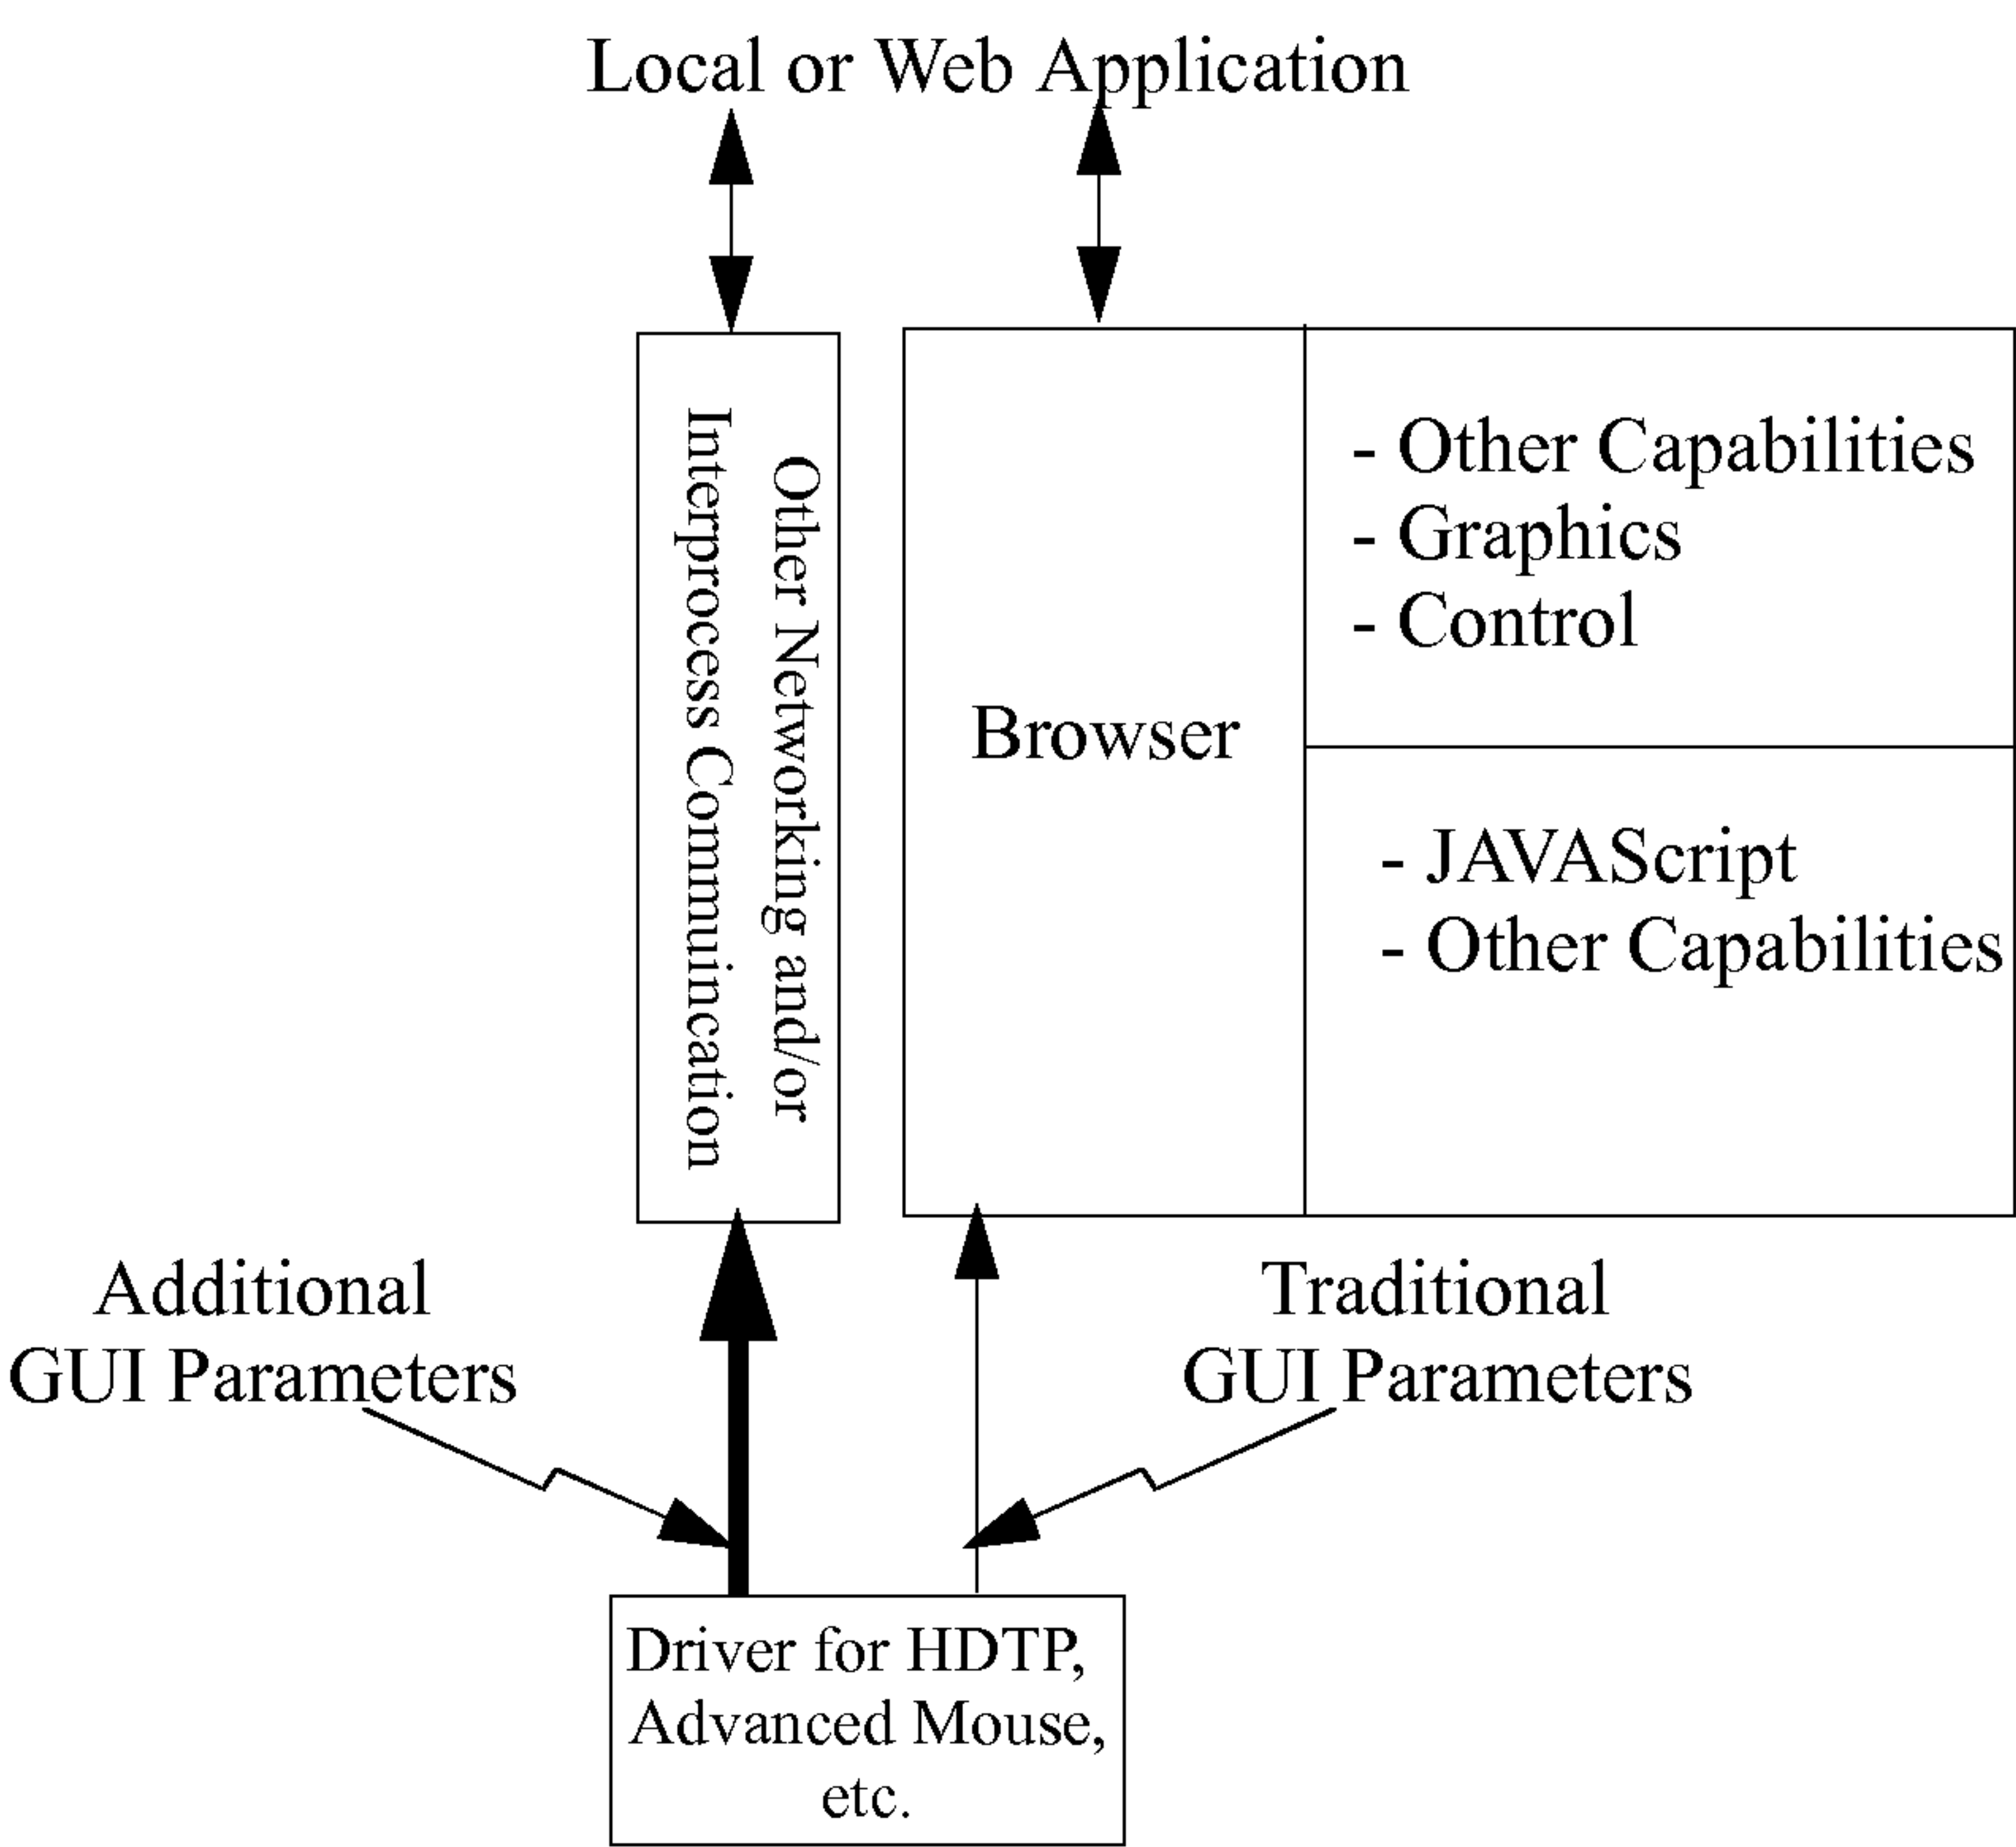 Local or Web Application
Other Networking and/or
Interprocess Commuincation
Browser
- Other Capabilities
- Graphics
- Control
- JAVAScript
- Other Capabilities
Additional
GUI Parameters
Traditional
GUI Parameters
Driver for HDTP,
Advanced Mouse,
etc.